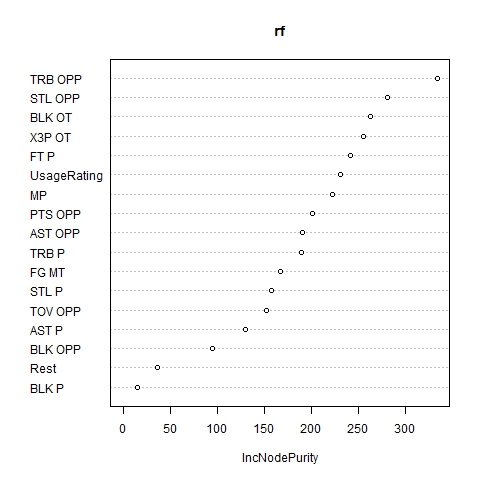 rf
TRB OPP
STL OPP
BLK OT
X3P OT
FT P
UsageRating
MP
PTS OPP
AST OPP
TRB P
FG MT
STL P
TOV OPP
AST P
BLK OPP
Rest
BLK P
0 50 100 150 200 250 300
IncNodePurity